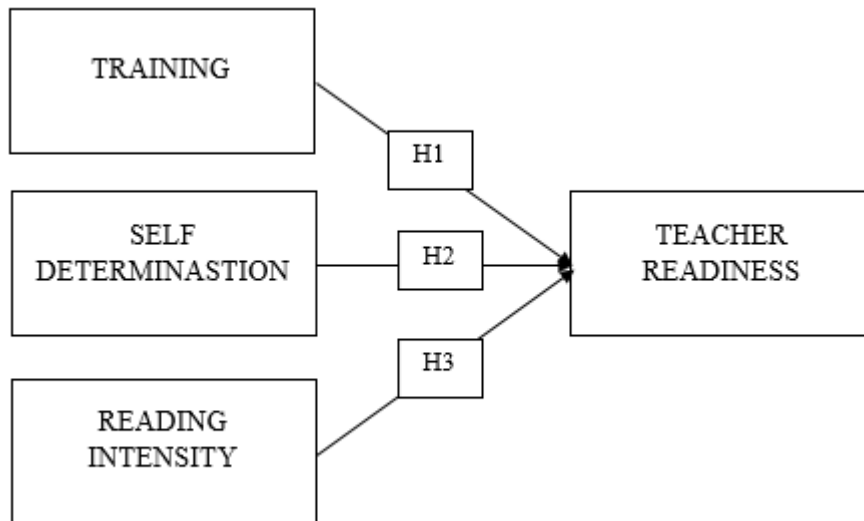 TRAINING
H1
SELF
DETERMINASTION
H2
TEACHER
READINESS
H3
READING
INTENSITY